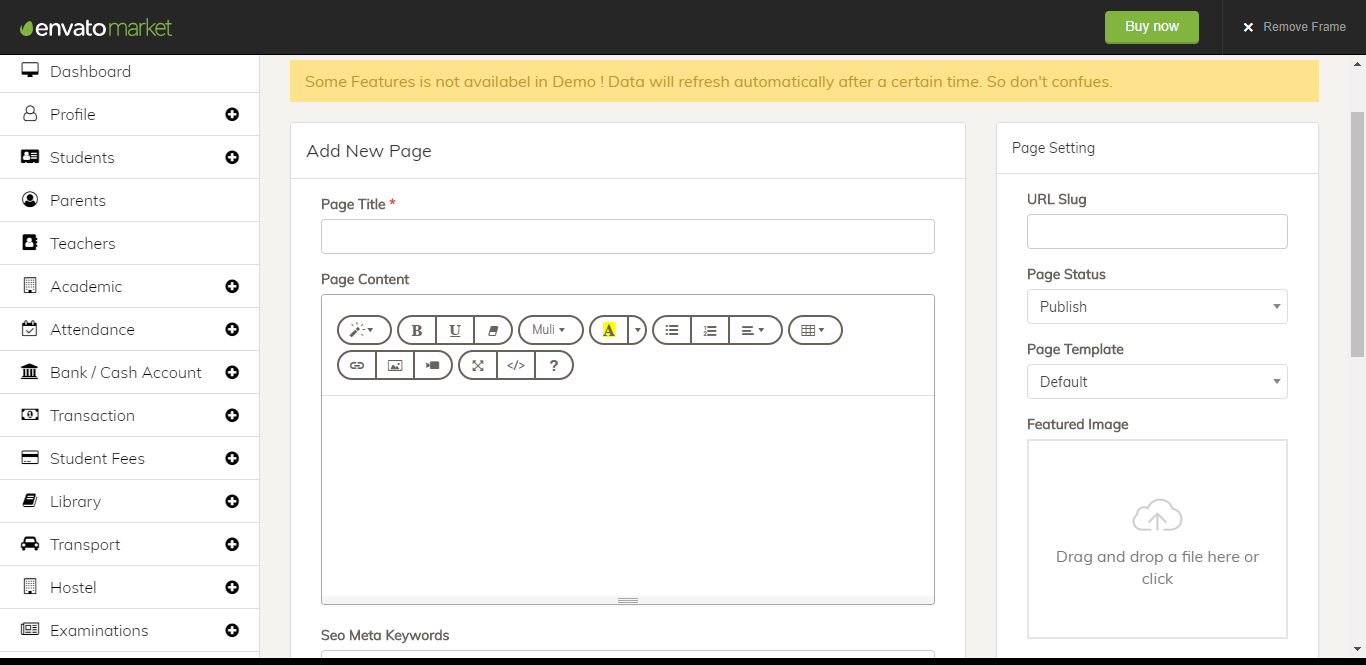 envato market
Buy now
Remove Frame
Dashboard
Profile
Students
Parents
Teachers
Academic
Attendance
Bank / Cash Account
Transaction
Student Fees
Library
Transport
Hostel
Examinations
Some Features is not availabel in Demo ! Data will refresh automatically after a certain time. So don't confues.
Add New Page
Page Title *
Page Content
B
U
Muli
A
</>
?
Seo Meta Keywords
Page Setting
URL Slug
Page Status
Publish
Page Template
Default
Featured Image
Drag and drop a file here or
click